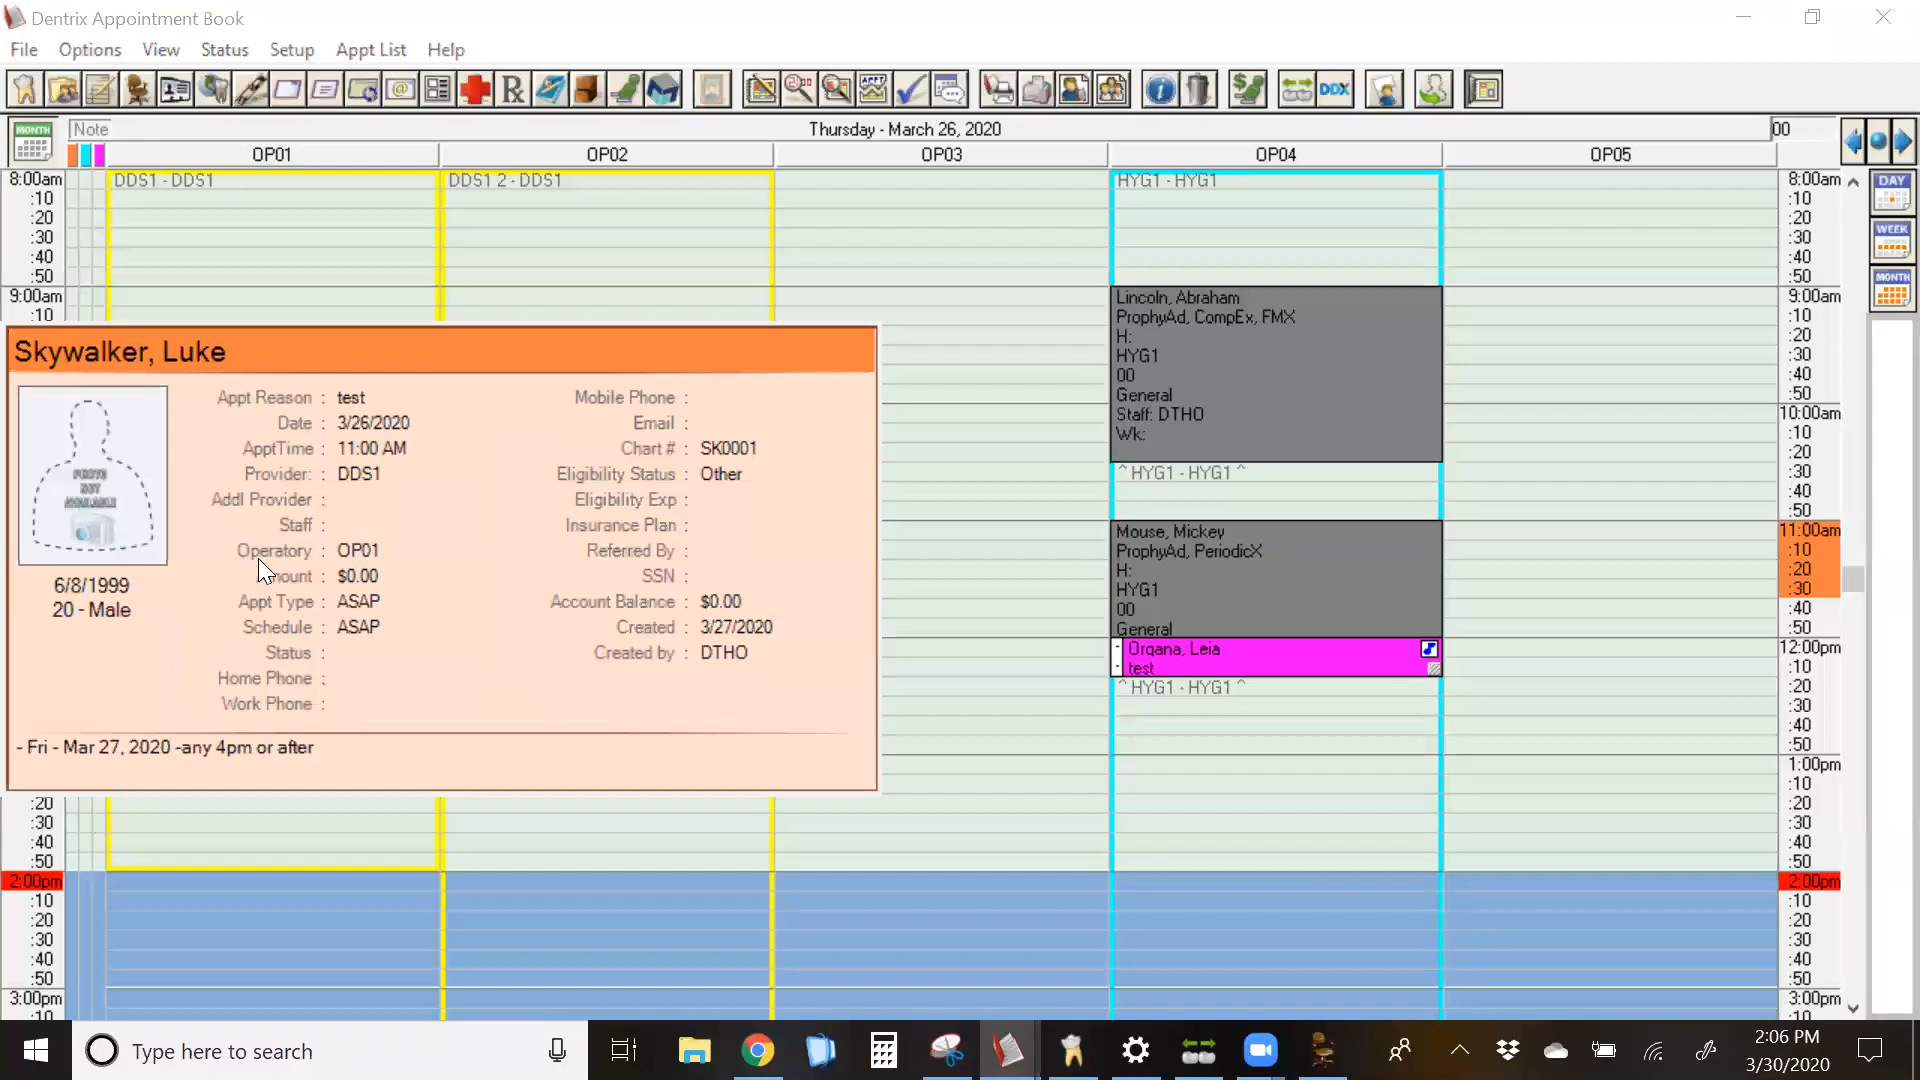 Dentrix Appointment Book
File Options View Status Setup Appt List Help
Rx DDX
MONTH Note Thursday - March 26, 2020 00
OP01 OP02 OP03 OP04 OP05
8:00am DDS1 - DDS1 DDS1 2 - DDS1 HYG1 - HYG1 8:00am
:10 :10
:20 :20
:30 :30
:40 :40
:50 :50
9:00am 9:00am
:10 :10
DAY
WEEK
MONTH
Skywalker, Luke
PHOTO
NOT
AVAILABLE
6/8/1999
20 - Male
Appt Reason : test
Date : 3/26/2020
ApptTime : 11:00 AM
Provider: : DDS1
Addl Provider :
Staff :
Operatory : OP01
mount : $0.00
Appt Type : ASAP
Schedule : ASAP
Status :
Home Phone :
Work Phone :
Mobile Phone :
Email :
Chart # : SK0001
Eligibility Status : Other
Eligibility Exp :
Insurance Plan :
Referred By :
SSN :
Account Balance : $0.00
Created : 3/27/2020
Created by : DTHO
- Fri - Mar 27, 2020 -any 4pm or after
Lincoln, Abraham
ProphyAd, CompEx, FMX
H:
HYG1
00
General
Staff: DTHO
Wk:
^ HYG1 - HYG1 ^
Mouse, Mickey
ProphyAd, PeriodicX
H:
HYG1
00
General
Organa, Leia
test
^ HYG1 - HYG1 ^
:20
:30
:40
:50
10:00am
:10
:20
:30
:40
:50
11:00am
:10
:20
:30
:40
:50
12:00pm
:10
:20
:30
:40
:50
1:00pm
:10
:20 :20
:30 :30
:40 :40
:50 :50
2:00pm 2:00pm
:10 :10
:20 :20
:30 :30
:40 :40
:50 :50
3:00pm 3:00pm
:10 :10
Type here to search
2:06 PM
3/30/2020